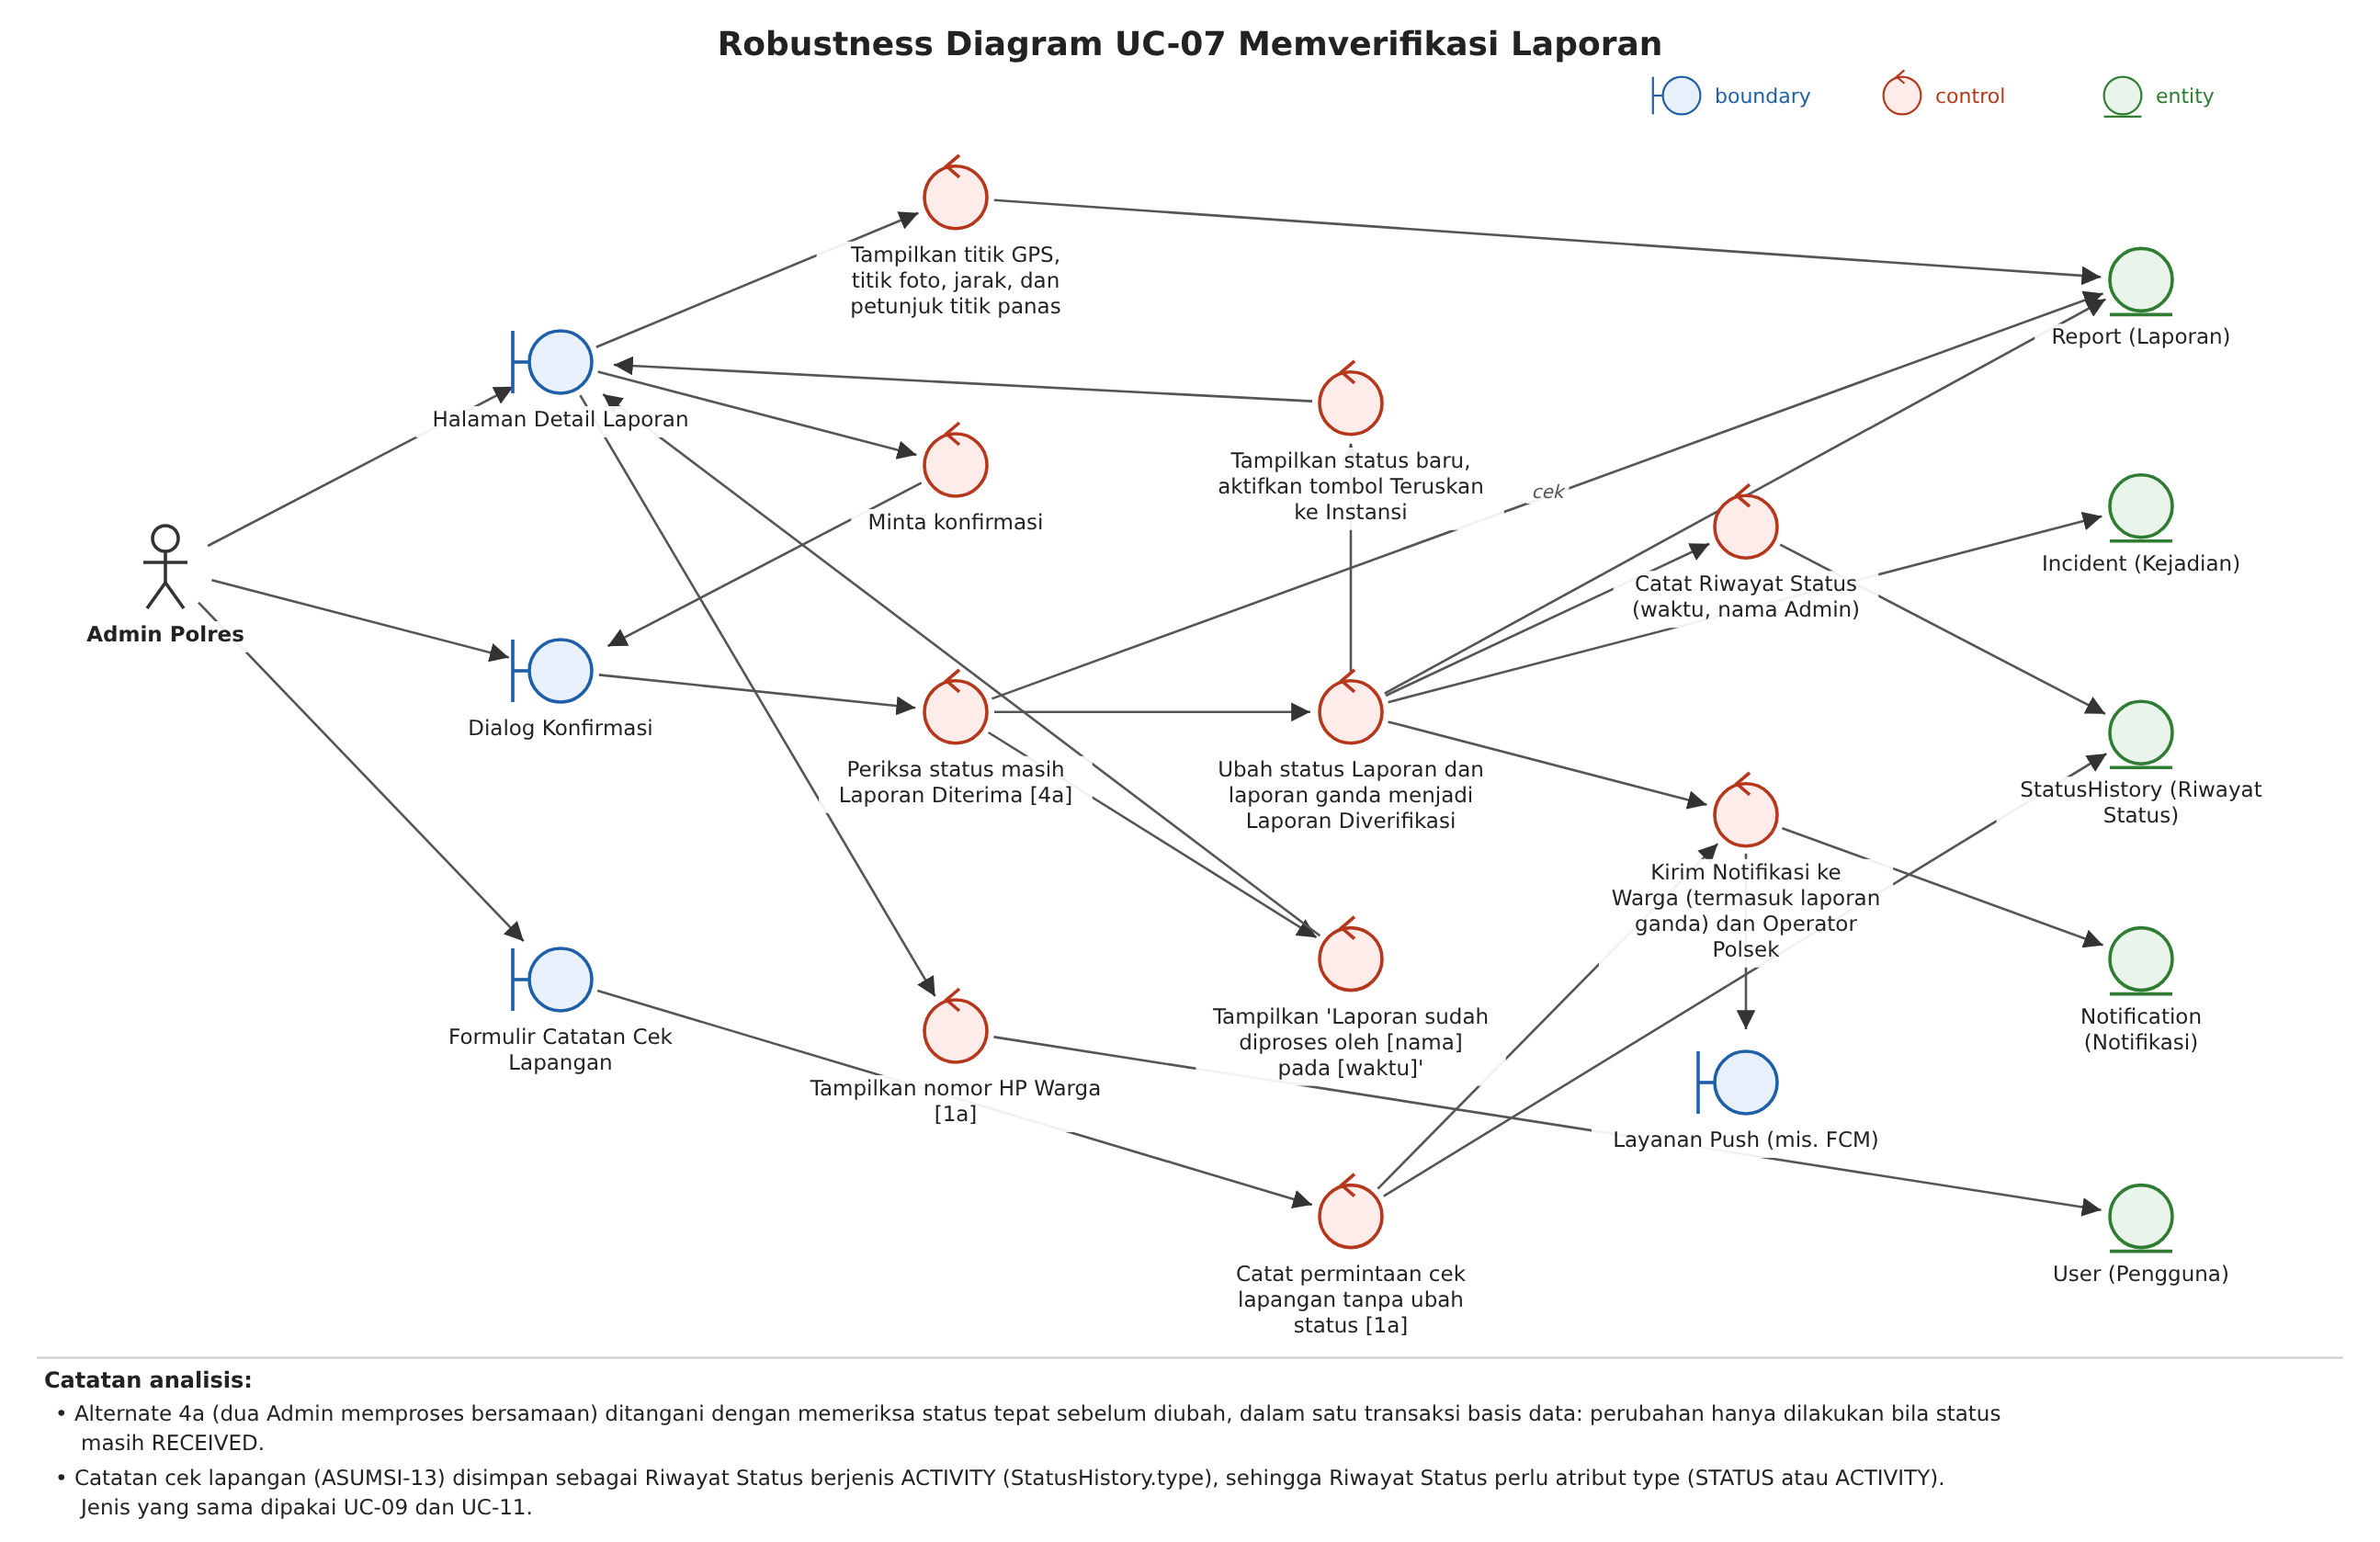 Robustness Diagram UC-07 Memverifikasi Laporan
boundary
control
entity
Tampilkan titik GPS,
titik foto, jarak, dan
petunjuk titik panas
Report (Laporan)
Halaman Detail Laporan
Tampilkan status baru,
aktifkan tombol Teruskan
ke Instansi
cek
Minta konfirmasi
Incident (Kejadian)
Catat Riwayat Status
(waktu, nama Admin)
Admin Polres
Dialog Konfirmasi
Periksa status masih
Laporan Diterima [4a]
Ubah status Laporan dan
laporan ganda menjadi
Laporan Diverifikasi
StatusHistory (Riwayat
Status)
Kirim Notifikasi ke
Warga (termasuk laporan
ganda) dan Operator
Polsek
Formulir Catatan Cek
Lapangan
Tampilkan 'Laporan sudah
diproses oleh [nama]
pada [waktu]'
Notification
(Notifikasi)
Tampilkan nomor HP Warga
[1a]
Layanan Push (mis. FCM)
Catat permintaan cek
lapangan tanpa ubah
status [1a]
User (Pengguna)
Catatan analisis:
• Alternate 4a (dua Admin memproses bersamaan) ditangani dengan memeriksa status tepat sebelum diubah, dalam satu transaksi basis data: perubahan hanya dilakukan bila status
masih RECEIVED.
• Catatan cek lapangan (ASUMSI-13) disimpan sebagai Riwayat Status berjenis ACTIVITY (StatusHistory.type), sehingga Riwayat Status perlu atribut type (STATUS atau ACTIVITY).
Jenis yang sama dipakai UC-09 dan UC-11.